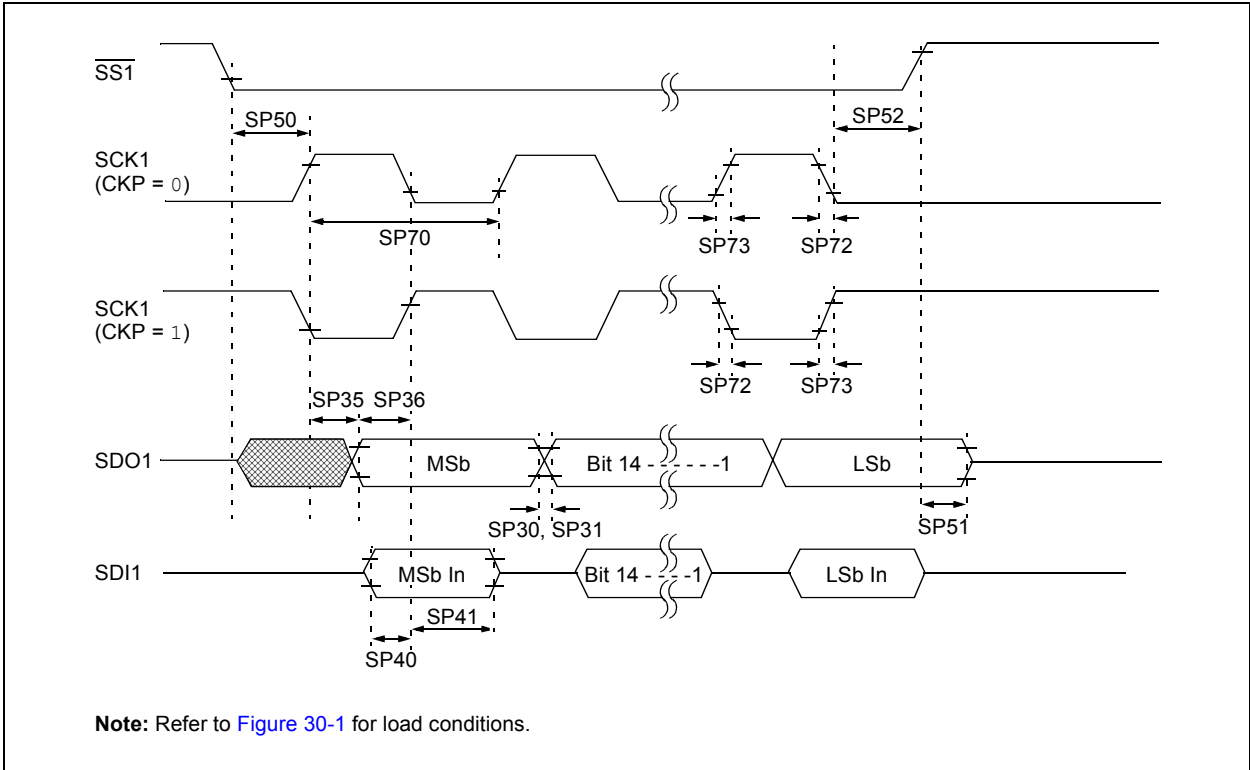 SS1
SP50
SP52
SCK1
(CKP = 0)
SP70
SP73
SP72
SCK1
(CKP = 1)
SP72
SP73
SP35 SP36
SDO1
MSb
Bit 14 - - - - - - -1
LSb
SP30, SP31
SP51
SDI1
MSb In
Bit 14 - - - -1
LSb In
SP41
SP40
Note: Refer to Figure 30-1 for load conditions.